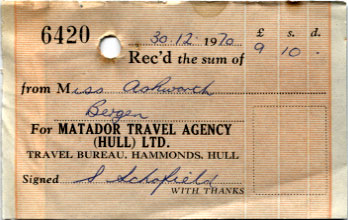 6420 30.12.1970 £ s. d.
Rec'd the sum of 9 10 -
from Miss Ashworth
Bergen
For MATADOR TRAVEL AGENCY
(HULL) LTD.
TRAVEL BUREAU, HAMMONDS, HULL
Signed S Schofield
WITH THANKS